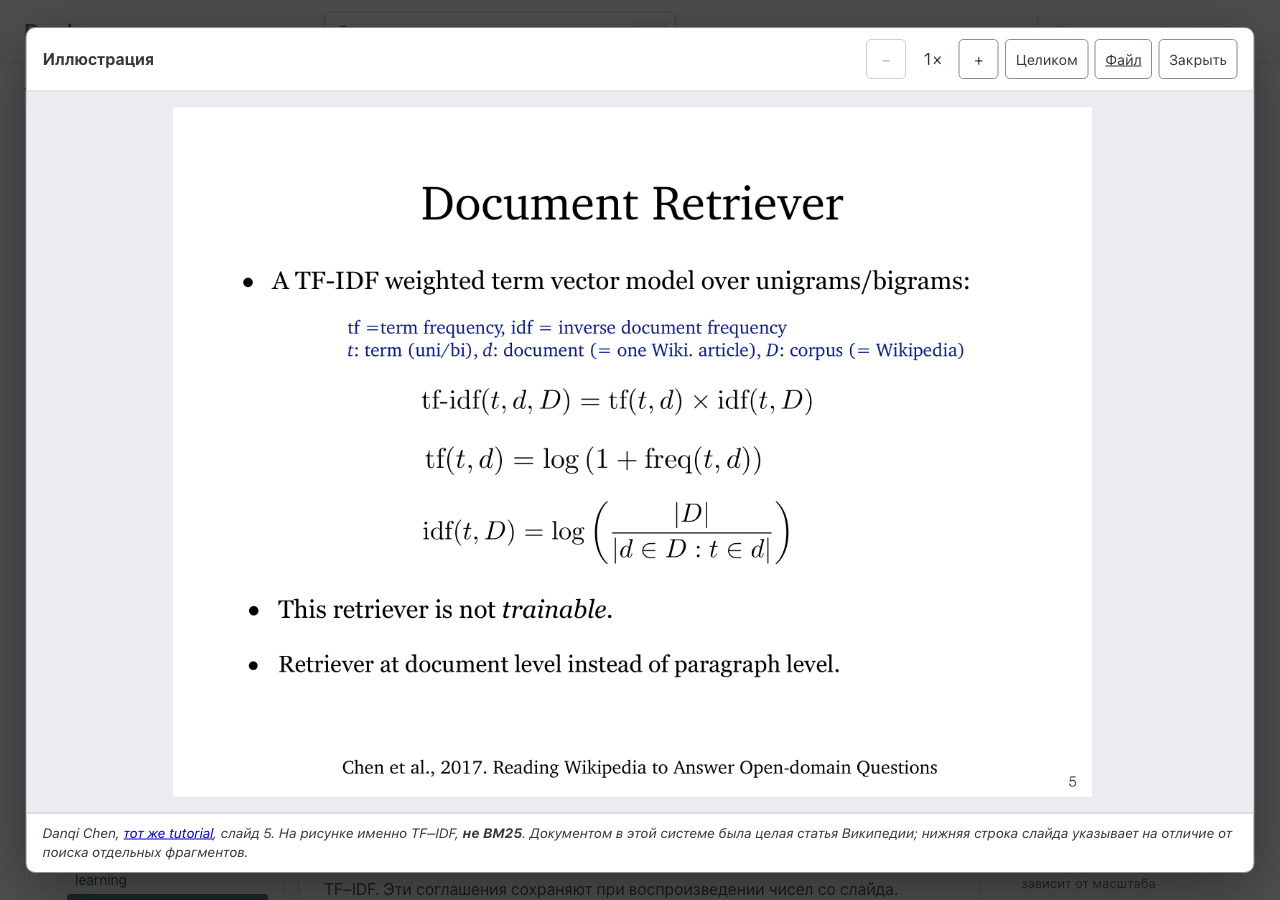 Иллюстрация
− 1× + Целиком Файл Закрыть
Document Retriever
• A TF-IDF weighted term vector model over unigrams/bigrams:
tf =term frequency, idf = inverse document frequency
t: term (uni/bi), d: document (= one Wiki. article), D: corpus (= Wikipedia)
tf-idf(t, d, D) = tf(t, d) × idf(t, D)
tf(t, d) = log (1 + freq(t, d))
idf(t, D) = log ( |D| / |d ∈ D : t ∈ d| )
• This retriever is not trainable.
• Retriever at document level instead of paragraph level.
Chen et al., 2017. Reading Wikipedia to Answer Open-domain Questions
5
Danqi Chen, тот же tutorial, слайд 5. На рисунке именно TF–IDF, не BM25. Документом в этой системе была целая статья Википедии; нижняя строка слайда указывает на отличие от
поиска отдельных фрагментов.
learning
TF–IDF. Эти соглашения сохраняют при воспроизведении чисел со слайда.
зависит от масштаба